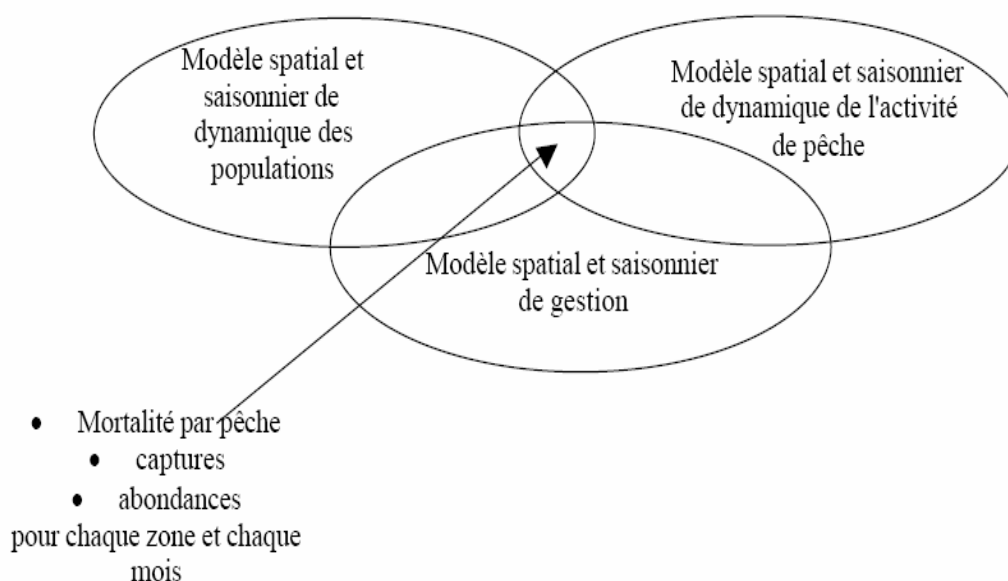 Modèle spatial et
saisonnier de
dynamique des
populations
Modèle spatial et saisonnier
de dynamique de l'activité
de pêche
Modèle spatial et saisonnier
de gestion
• Mortalité par pêche
• captures
• abondances
pour chaque zone et chaque
mois